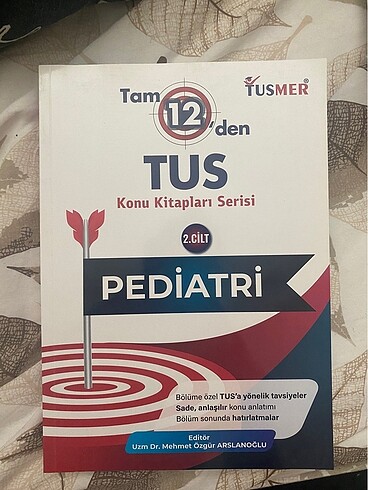 Tam 12'den
TUSMER®
TUS
Konu Kitapları Serisi
2.CİLT
PEDİATRİ
Bölüme özel TUS'a yönelik tavsiyeler
Sade, anlaşılır konu anlatımı
Bölüm sonunda hatırlatmalar
Editör
Uzm Dr. Mehmet Özgür ARSLANOĞLU